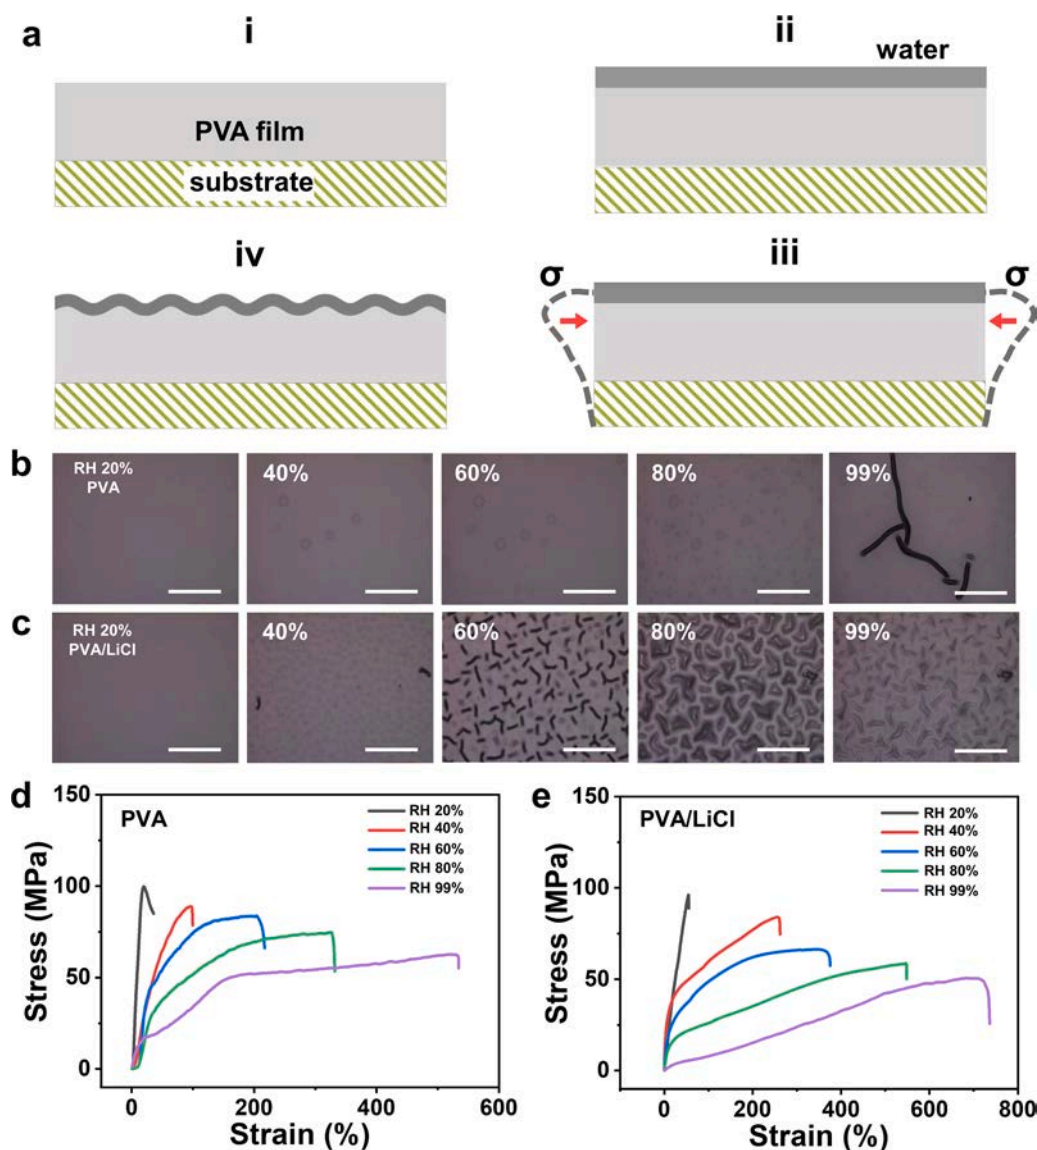 a
i
PVA film
substrate
ii
water
iv
iii
σ
σ
b
RH 20%
PVA
40%
60%
80%
99%
c
RH 20%
PVA/LiCl
40%
60%
80%
99%
d
PVA
RH 20%
RH 40%
RH 60%
RH 80%
RH 99%
150
100
50
0
Stress (MPa)
0
200
400
600
Strain (%)
e
PVA/LiCl
RH 20%
RH 40%
RH 60%
RH 80%
RH 99%
150
100
50
0
Stress (MPa)
0
200
400
600
800
Strain (%)